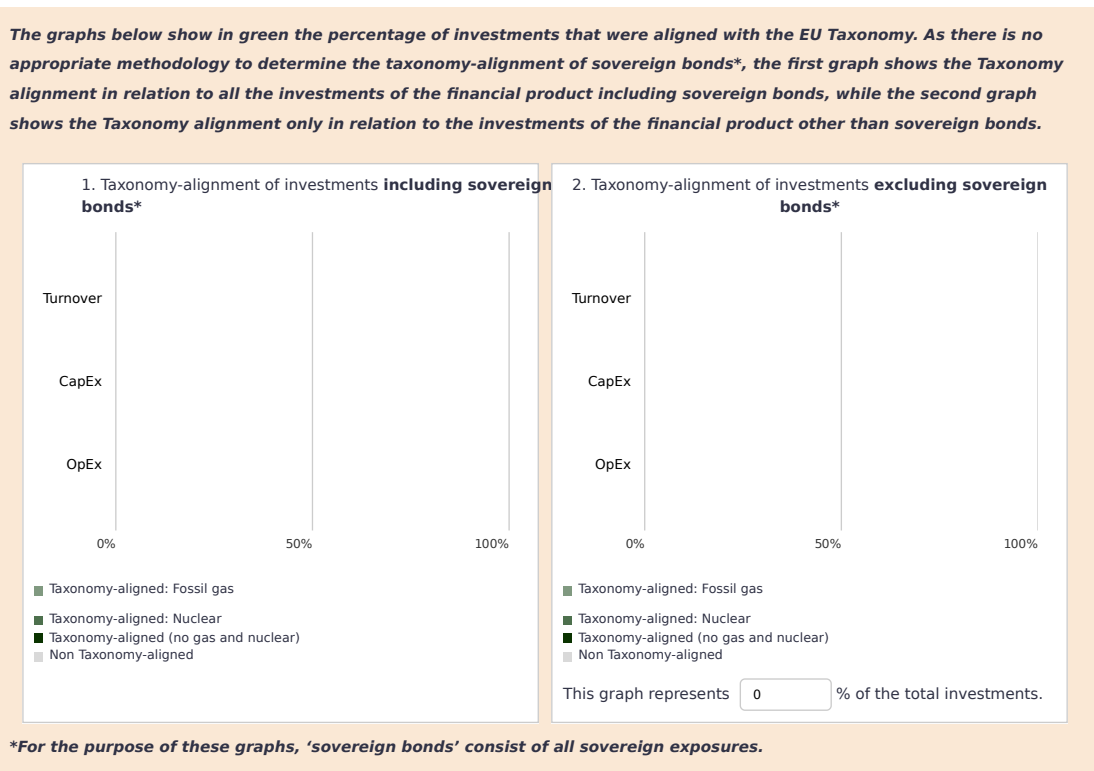 The graphs below show in green the percentage of investments that were aligned with the EU Taxonomy. As there is no
appropriate methodology to determine the taxonomy-alignment of sovereign bonds*, the first graph shows the Taxonomy
alignment in relation to all the investments of the financial product including sovereign bonds, while the second graph
shows the Taxonomy alignment only in relation to the investments of the financial product other than sovereign bonds.
1. Taxonomy-alignment of investments including sovereign
bonds*
Turnover
CapEx
OpEx
0% 50% 100%
Taxonomy-aligned: Fossil gas
Taxonomy-aligned: Nuclear
Taxonomy-aligned (no gas and nuclear)
Non Taxonomy-aligned
2. Taxonomy-alignment of investments excluding sovereign
bonds*
Turnover
CapEx
OpEx
0% 50% 100%
Taxonomy-aligned: Fossil gas
Taxonomy-aligned: Nuclear
Taxonomy-aligned (no gas and nuclear)
Non Taxonomy-aligned
This graph represents 0 % of the total investments.
*For the purpose of these graphs, ‘sovereign bonds’ consist of all sovereign exposures.